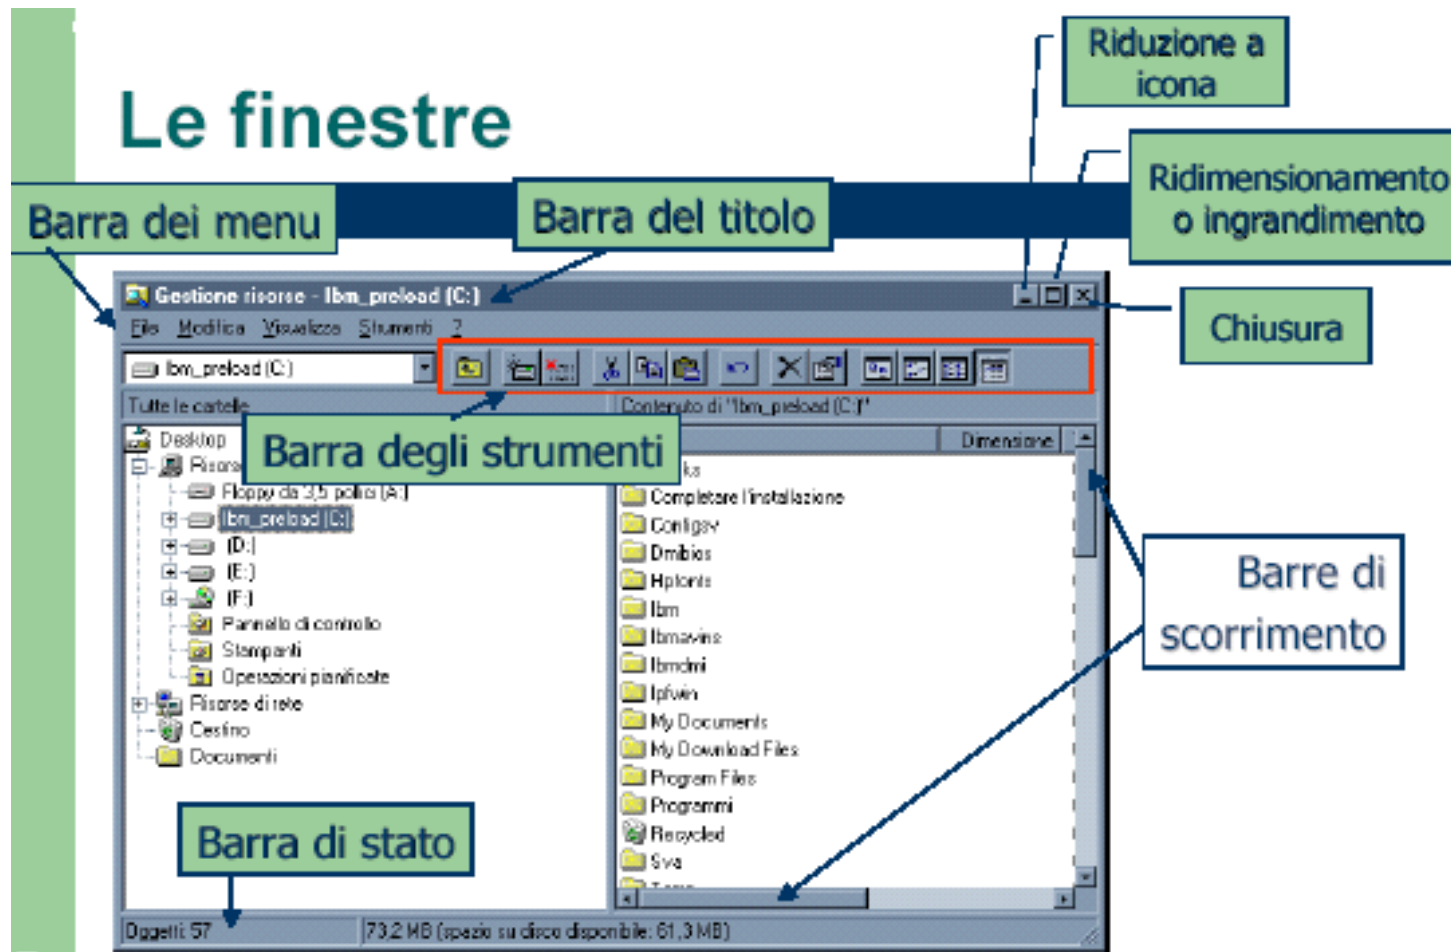 Riduzione a
icona
Le finestre
Ridimensionamento
o ingrandimento
Barra dei menu
Barra del titolo
Gestione risorse - Ibm_preload (C:)
Chiusura
File Modifica Visualizza Strumenti ?
Ibm_preload (C:)
Tutte le cartelle
Contenuto di "Ibm_preload (C:)"
Barra degli strumenti
Desktop
Dimensione
Floppy da 3,5 pollici (A:)
Completare l'installazione
Ibm_preload (C:)
Configsv
(D:)
Dmibios
(E:)
Hpfonts
(F:)
Ibm
Barre di
scorrimento
Pannello di controllo
Ibmavins
Stampanti
Ibmdmi
Operazioni pianificate
Ipfwin
Risorse di rete
My Documents
Cestino
My Download Files
Documenti
Program Files
Programmi
Barra di stato
Recycled
Sva
Oggetti: 57
73,2 MB (spazio su disco disponibile: 61,3 MB)